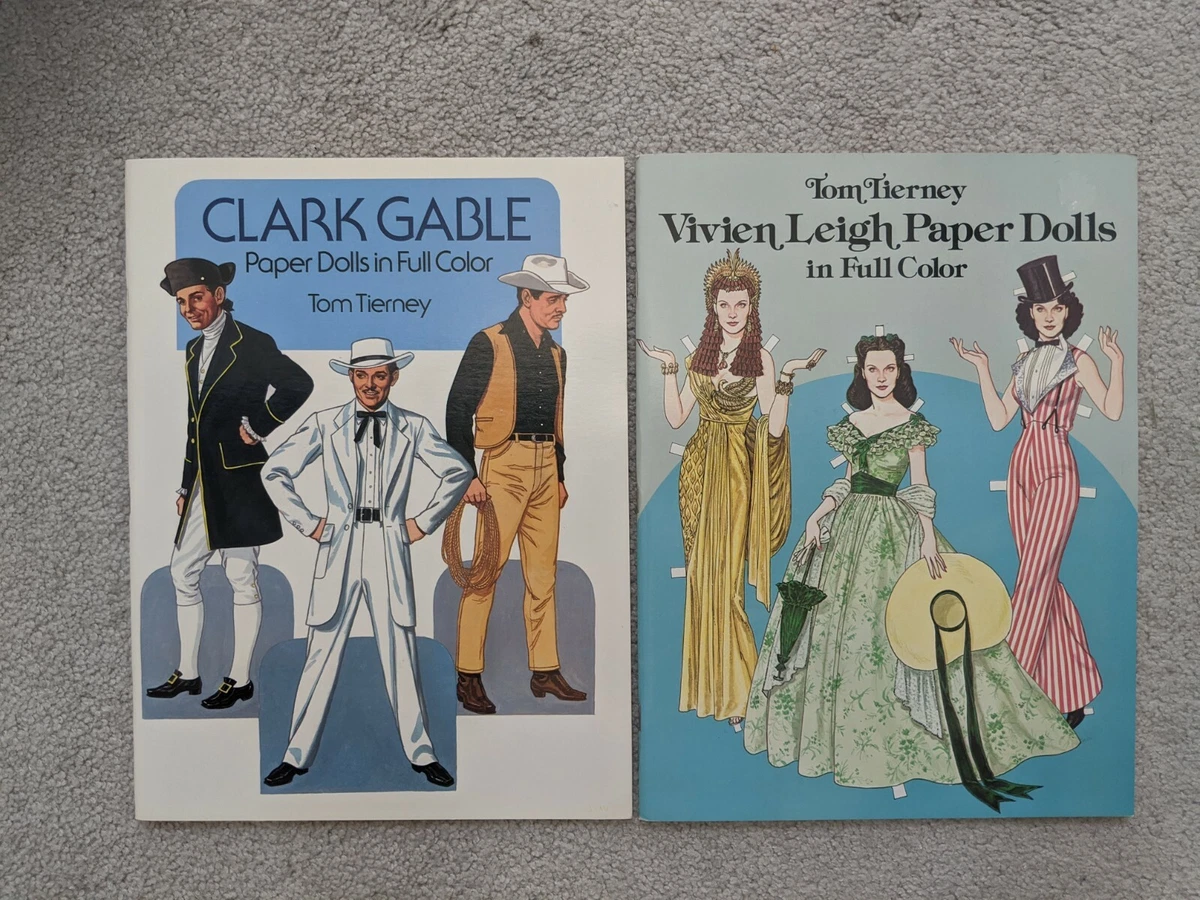 CLARK GABLE
Paper Dolls in Full Color
Tom Tierney
Tom Tierney
Vivien Leigh Paper Dolls
in Full Color